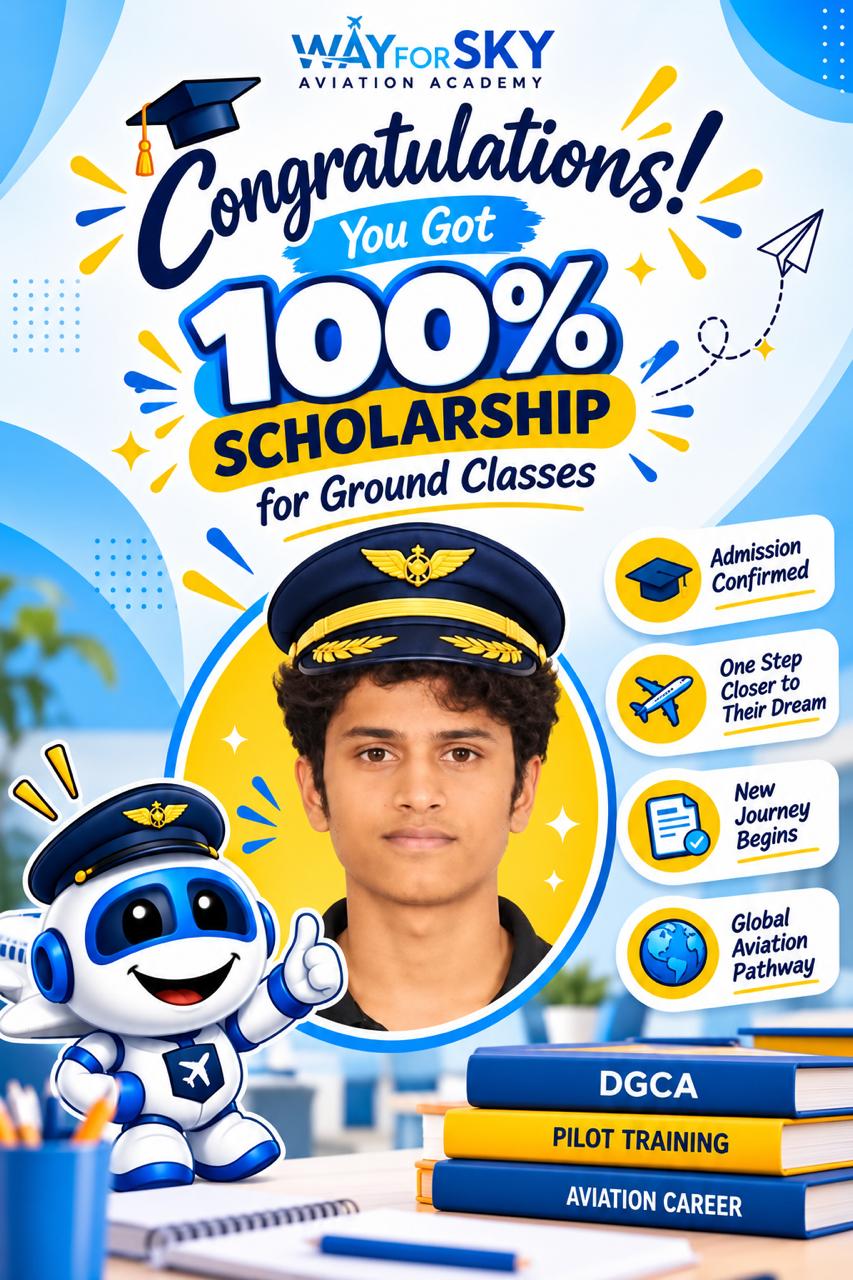 WAY FOR SKY
AVIATION ACADEMY
Congratulations!
You Got
100%
SCHOLARSHIP
for Ground Classes
Admission
Confirmed
One Step
Closer to
Their Dream
New
Journey
Begins
Global
Aviation
Pathway
DGCA
PILOT TRAINING
AVIATION CAREER